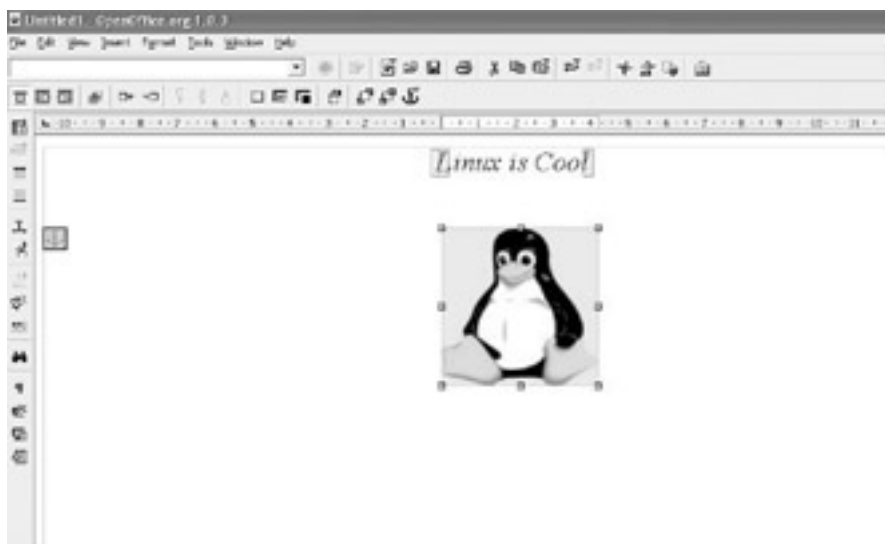 Untitled1 - OpenOffice.org 1.0.3
File Edit View Insert Format Tools Window Help
Linux is Cool